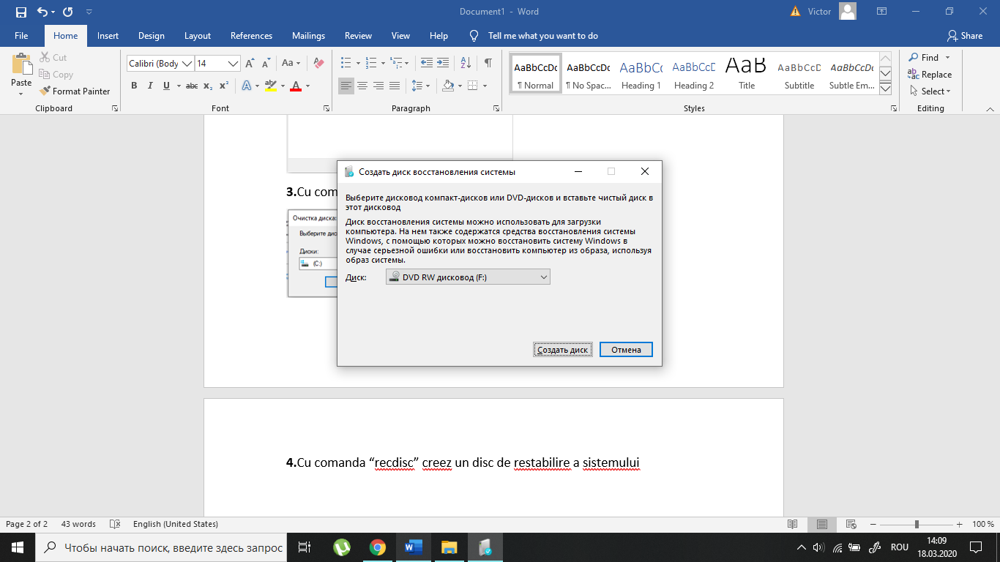 Document1 - Word
Victor
File Home Insert Design Layout References Mailings Review View Help Tell me what you want to do Share
Paste
Cut
Copy
Format Painter
Clipboard
Calibri (Body 14
Aa
B I U abc x₂ x² A A
Font
Paragraph
AaBbCcDc AaBbCcDc AaBbCc AaBbCcD AaB AaBbCcD AaBbCcDc
¶ Normal ¶ No Spac... Heading 1 Heading 2 Title Subtitle Subtle Em...
Styles
Find
Replace
Select
Editing
3.Cu com
Очистка диска:
Выберите дис
Диски:
(C:)
Создать диск восстановления системы
Выберите дисковод компакт-дисков или DVD-дисков и вставьте чистый диск в
этот дисковод
Диск восстановления системы можно использовать для загрузки
компьютера. На нем также содержатся средства восстановления системы
Windows, с помощью которых можно восстановить систему Windows в
случае серьезной ошибки или восстановить компьютер из образа, используя
образ системы.
Диск: DVD RW дисковод (F:)
Создать диск Отмена
4.Cu comanda “recdisc” creez un disc de restabilire a sistemului
Page 2 of 2 43 words English (United States) 100 %
Чтобы начать поиск, введите здесь запрос
ROU
14:09
18.03.2020